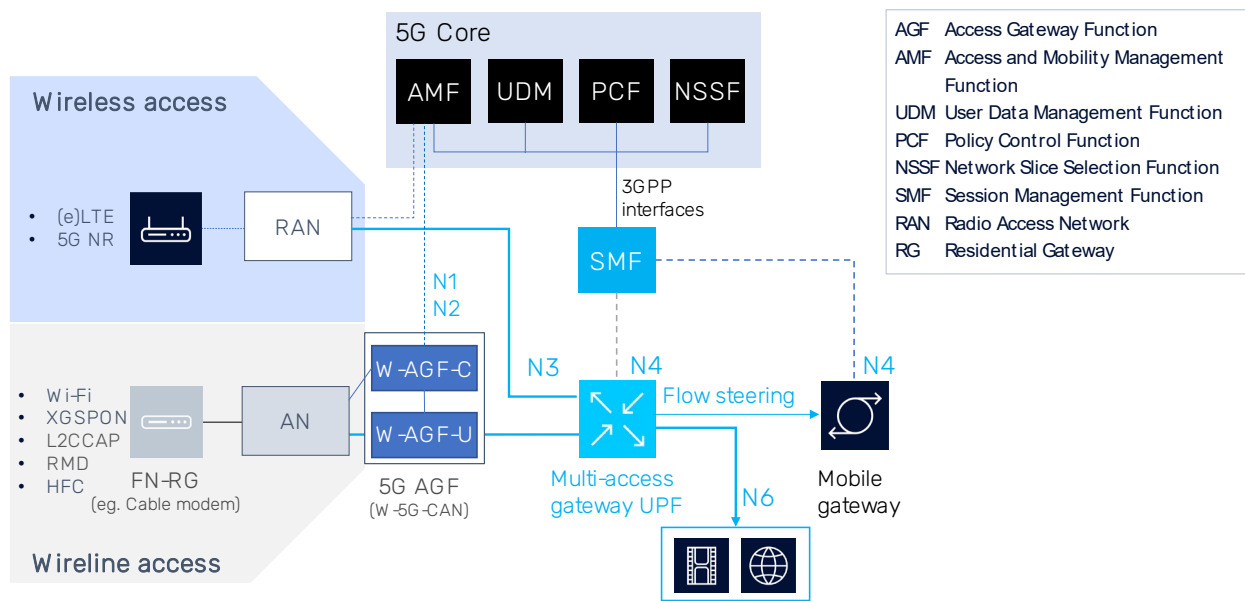 5G Core
AMF
UDM
PCF
NSSF
AGF Access Gateway Function
AMF Access and Mobility Management
Function
UDM User Data Management Function
PCF Policy Control Function
NSSF Network Slice Selection Function
SMF Session Management Function
RAN Radio Access Network
RG Residential Gateway
Wireless access
• (e)LTE
• 5G NR
RAN
3GPP
interfaces
SMF
N1
N2
N3
N4
N4
W-AGF-C
W-AGF-U
Flow steering
• Wi-Fi
• XGSPON
• L2CCAP
• RMD
• HFC
AN
FN-RG
(eg. Cable modem)
5G AGF
(W-5G-CAN)
Multi-access
gateway UPF
Mobile
gateway
N6
Wireline access